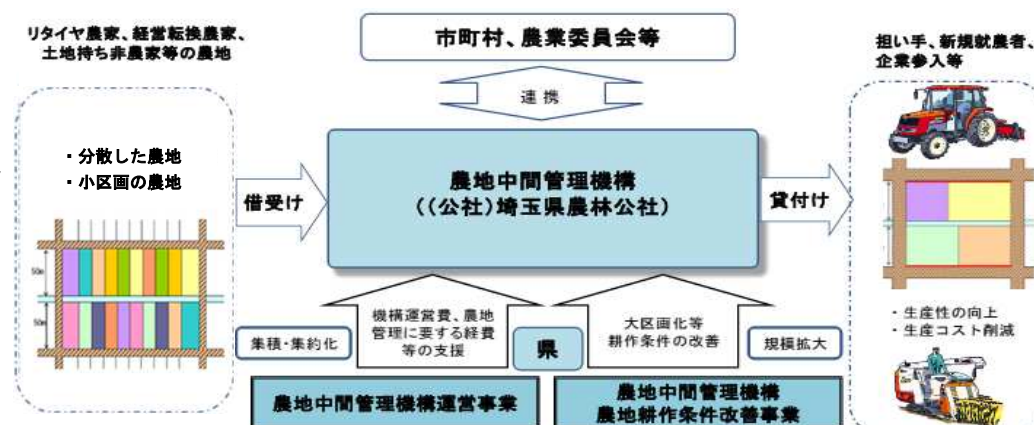 リタイヤ農家、経営転換農家、
土地持ち非農家等の農地
・分散した農地
・小区画の農地
50m
50m
借受け
市町村、農業委員会等
連携
農地中間管理機構
((公社)埼玉県農林公社)
貸付け
担い手、新規就農者、
企業参入等
・生産性の向上
・生産コスト削減
集積・集約化
機構運営費、農地
管理に要する経費
等の支援
県
大区画化等
耕作条件の改善
規模拡大
農地中間管理機構運営事業
農地中間管理機構
農地耕作条件改善事業